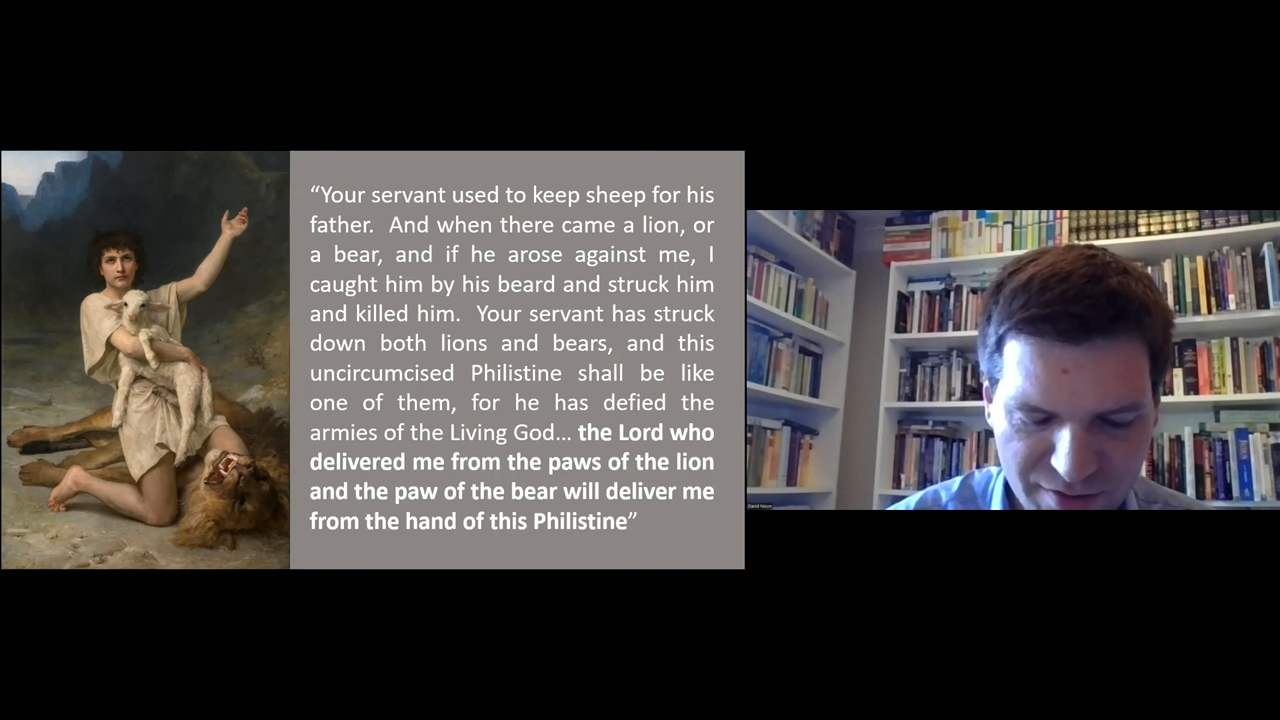 “Your servant used to keep sheep for his
father.  And when there came a lion, or
a bear, and if he arose against me, I
caught him by his beard and struck him
and killed him.  Your servant has struck
down both lions and bears, and this
uncircumcised Philistine shall be like
one of them, for he has defied the
armies of the Living God… the Lord who
delivered me from the paws of the lion
and the paw of the bear will deliver me
from the hand of this Philistine”
David Nixon